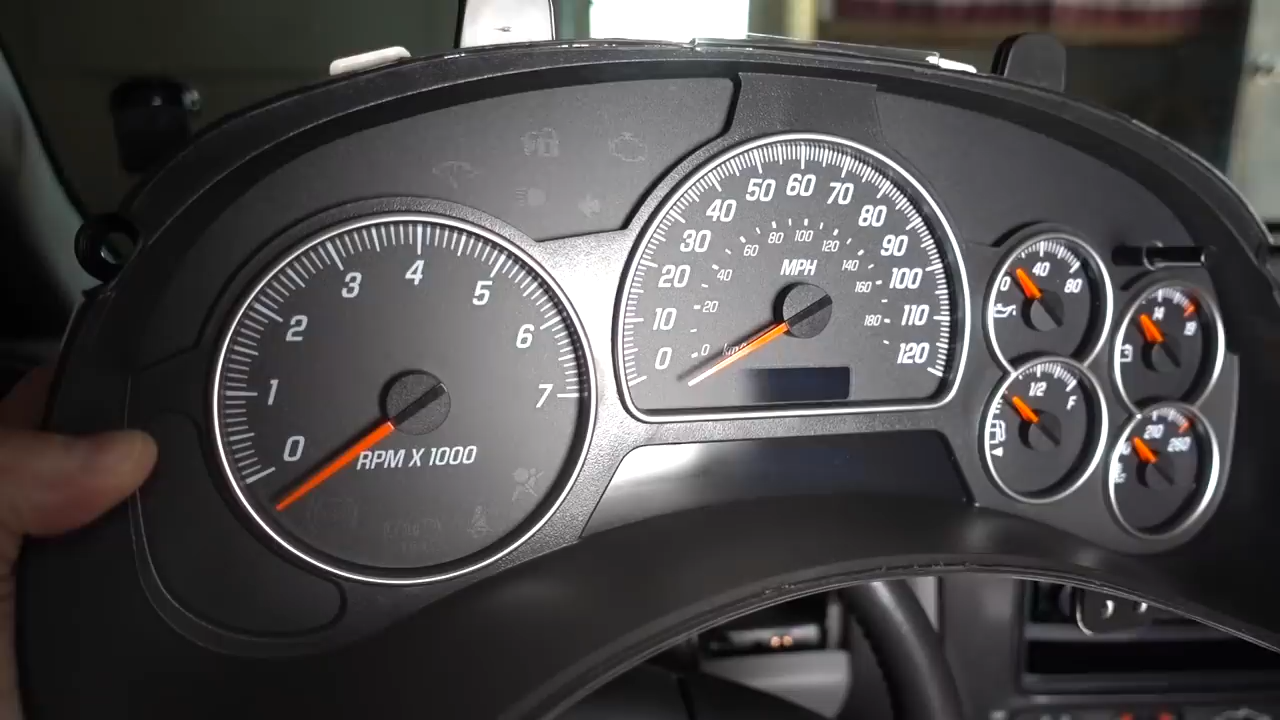 0 1 2 3 4 5 6 7
RPM X 1000
0 10 20 30 40 50 60 70 80 90 100 110 120
MPH
0 20 40 60 80 100 120 140 160 180
km/h
0 40 80
14 19
1/2 F
210 260